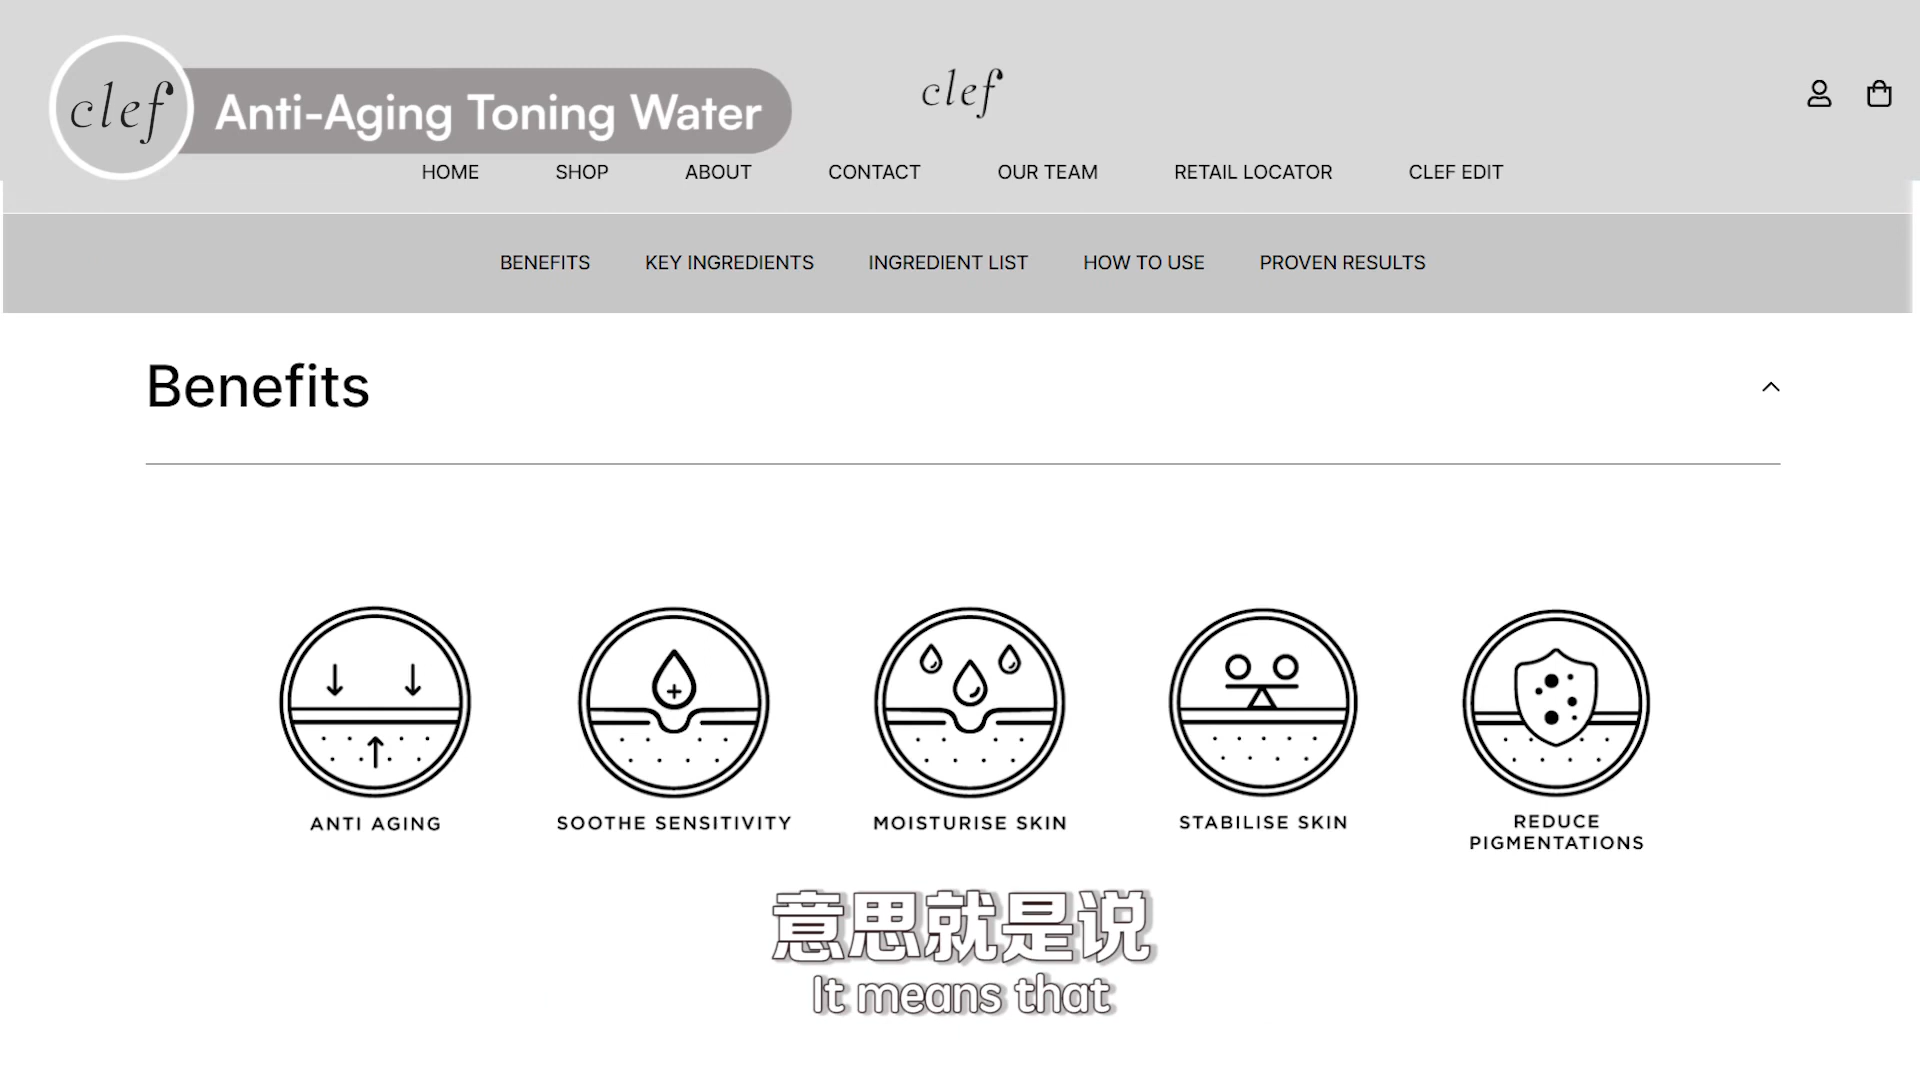 clef Anti-Aging Toning Water
clef
HOME SHOP ABOUT CONTACT OUR TEAM RETAIL LOCATOR CLEF EDIT
BENEFITS KEY INGREDIENTS INGREDIENT LIST HOW TO USE PROVEN RESULTS
Benefits
ANTI AGING
SOOTHE SENSITIVITY
MOISTURISE SKIN
STABILISE SKIN
REDUCE
PIGMENTATIONS
意思就是说
It means that